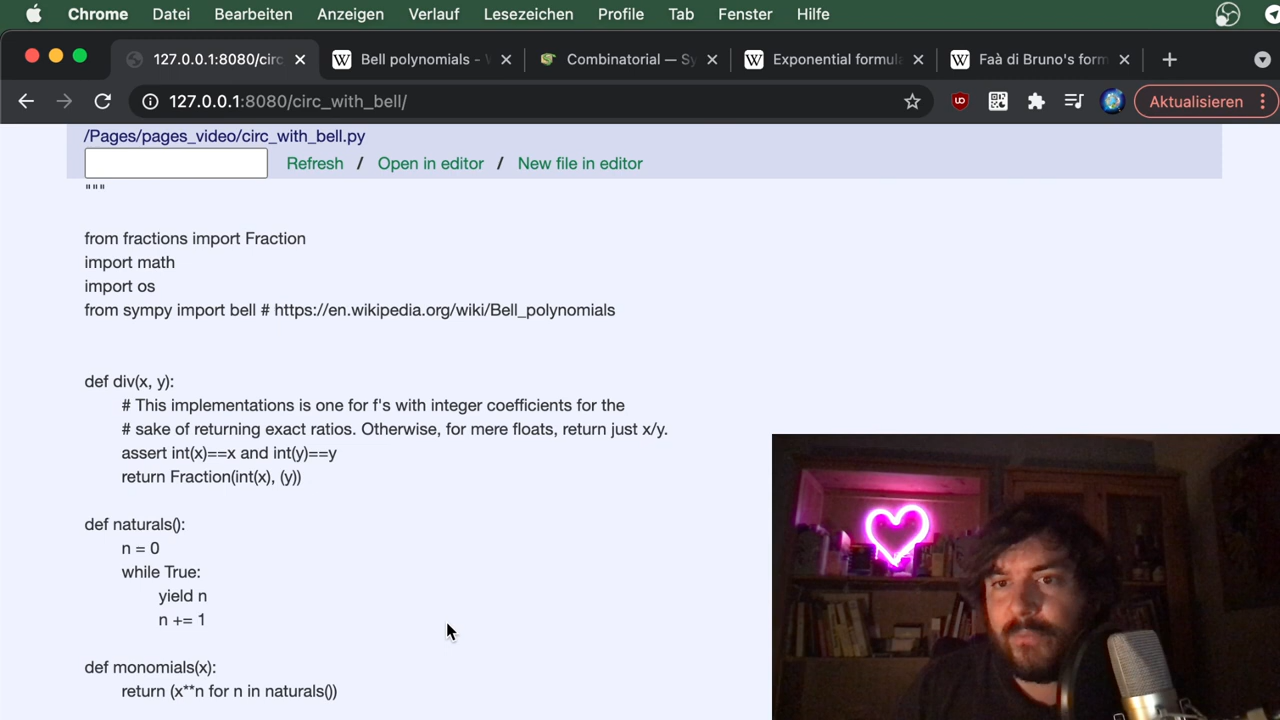 Chrome Datei Bearbeiten Anzeigen Verlauf Lesezeichen Profile Tab Fenster Hilfe
127.0.0.1:8080/circ Bell polynomials - W Combinatorial — Sy Exponential formula Faà di Bruno's form
127.0.0.1:8080/circ_with_bell/ Aktualisieren
/Pages/pages_video/circ_with_bell.py
Refresh / Open in editor / New file in editor
"""
from fractions import Fraction
import math
import os
from sympy import bell # https://en.wikipedia.org/wiki/Bell_polynomials
def div(x, y):
# This implementations is one for f's with integer coefficients for the
# sake of returning exact ratios. Otherwise, for mere floats, return just x/y.
assert int(x)==x and int(y)==y
return Fraction(int(x), (y))
def naturals():
n = 0
while True:
yield n
n += 1
def monomials(x):
return (x**n for n in naturals())